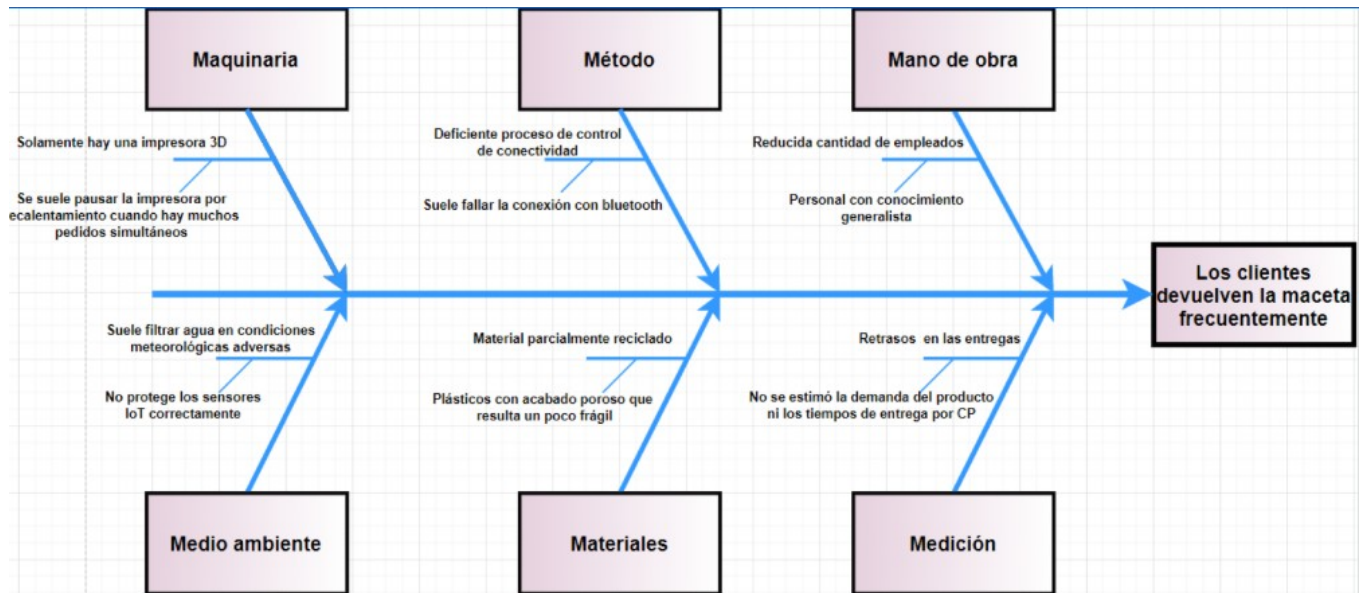 Maquinaria
Método
Mano de obra
Solamente hay una impresora 3D
Se suele pausar la impresora por
ecalentamiento cuando hay muchos
pedidos simultáneos
Deficiente proceso de control
de conectividad
Suele fallar la conexión con bluetooth
Reducida cantidad de empleados
Personal con conocimiento
generalista
Los clientes
devuelven la maceta
frecuentemente
Suele filtrar agua en condiciones
meteorológicas adversas
No protege los sensores
IoT correctamente
Material parcialmente reciclado
Plásticos con acabado poroso que
resulta un poco frágil
Retrasos en las entregas
No se estimó la demanda del producto
ni los tiempos de entrega por CP
Medio ambiente
Materiales
Medición